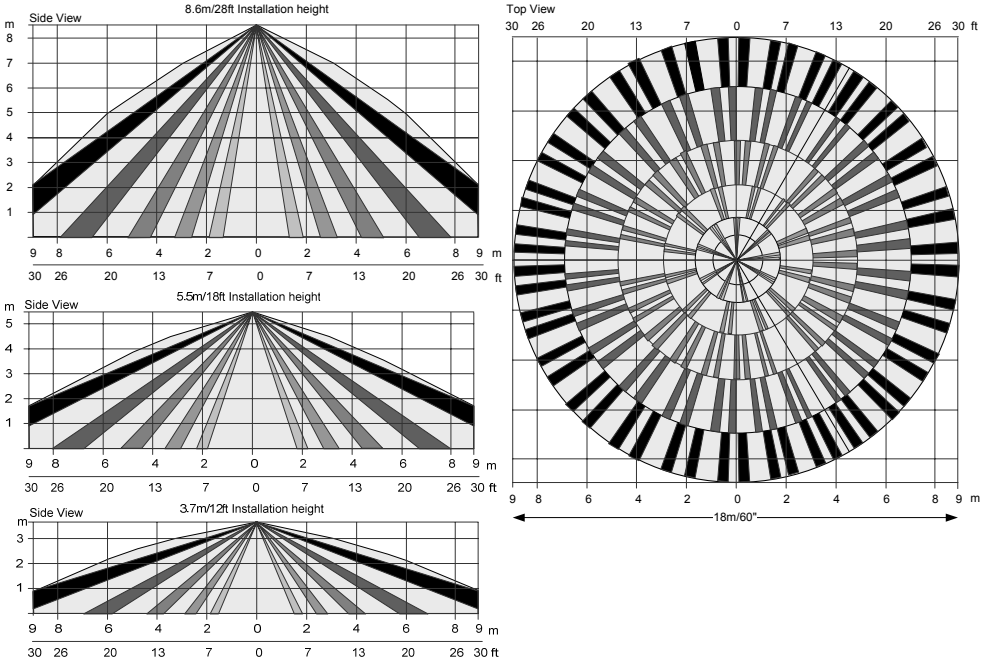 8.6m/28ft Installation height
Side View
m
8
7
6
5
4
3
2
1
9 8 6 4 2 0 2 4 6 8 9 m
30 26 20 13 7 0 7 13 20 26 30 ft
5.5m/18ft Installation height
Side View
m
5
4
3
2
1
9 8 6 4 2 0 2 4 6 8 9 m
30 26 20 13 7 0 7 13 20 26 30 ft
3.7m/12ft Installation height
Side View
m
3
2
1
9 8 6 4 2 0 2 4 6 8 9 m
30 26 20 13 7 0 7 13 20 26 30 ft
Top View
30 26 20 13 7 0 7 13 20 26 30 ft
9 8 6 4 2 0 2 4 6 8 9 m
18m/60"